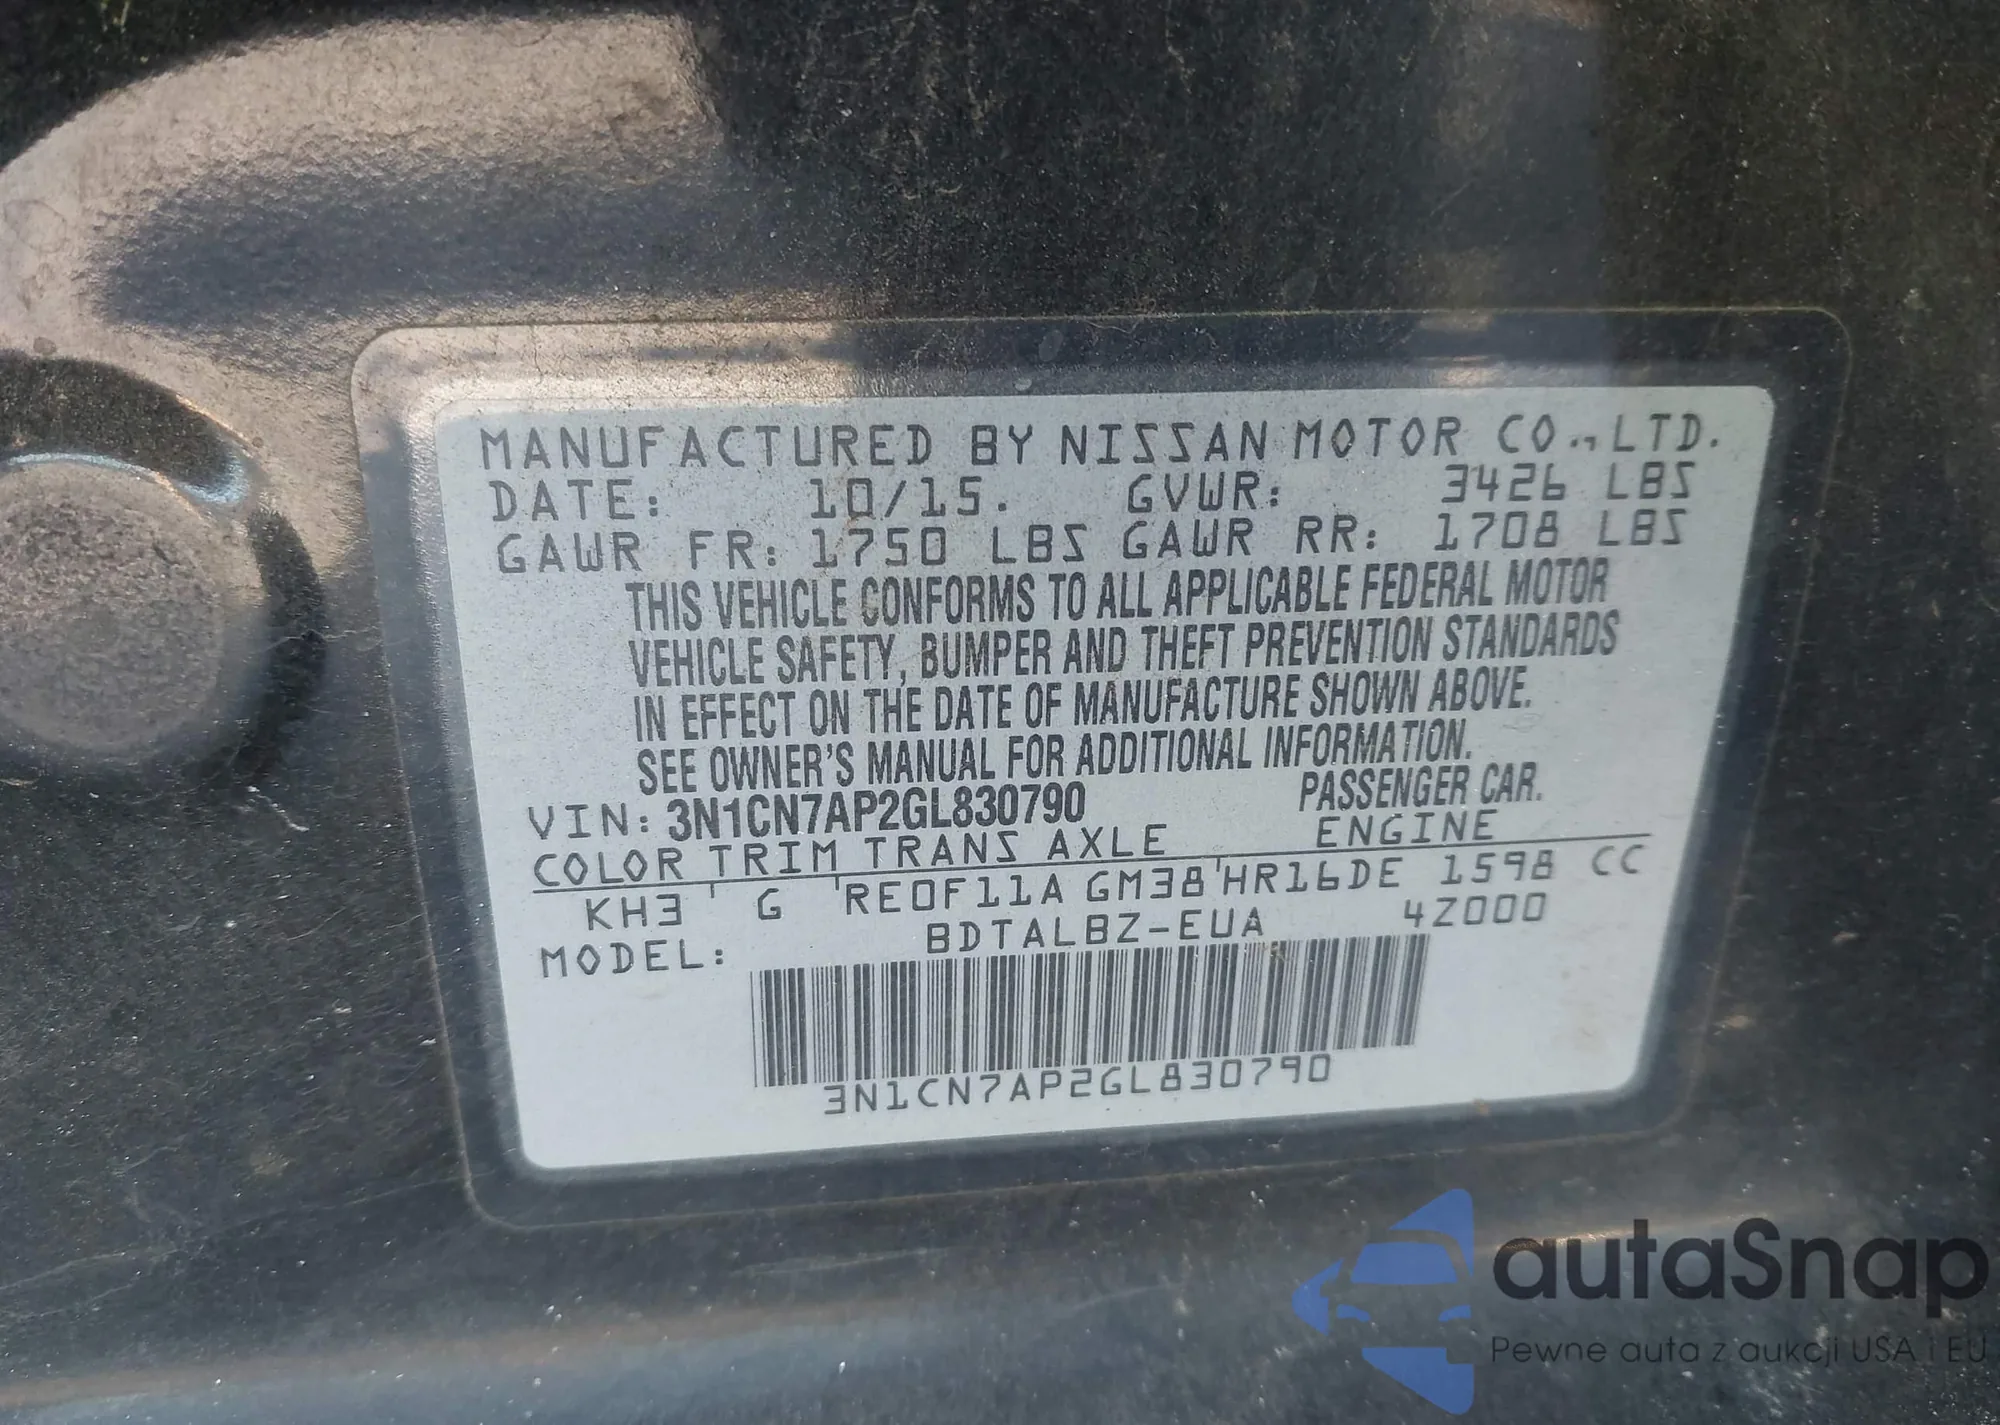 MANUFACTURED BY NISSAN MOTOR CO., LTD.
DATE: 10/15. GVWR: 3426 LBS
GAWR FR: 1750 LBS GAWR RR: 1708 LBS
THIS VEHICLE CONFORMS TO ALL APPLICABLE FEDERAL MOTOR
VEHICLE SAFETY, BUMPER AND THEFT PREVENTION STANDARDS
IN EFFECT ON THE DATE OF MANUFACTURE SHOWN ABOVE.
SEE OWNER'S MANUAL FOR ADDITIONAL INFORMATION.
VIN: 3N1CN7AP2GL830790 PASSENGER CAR.
COLOR TRIM TRANS AXLE ENGINE
KH3 ' G 'RE0F11A GM38'HR16DE 1598 CC
MODEL: BDTALBZ-EUA 4Z000
3N1CN7AP2GL830790
autaSnap
Pewne auta z aukcji USA i EU